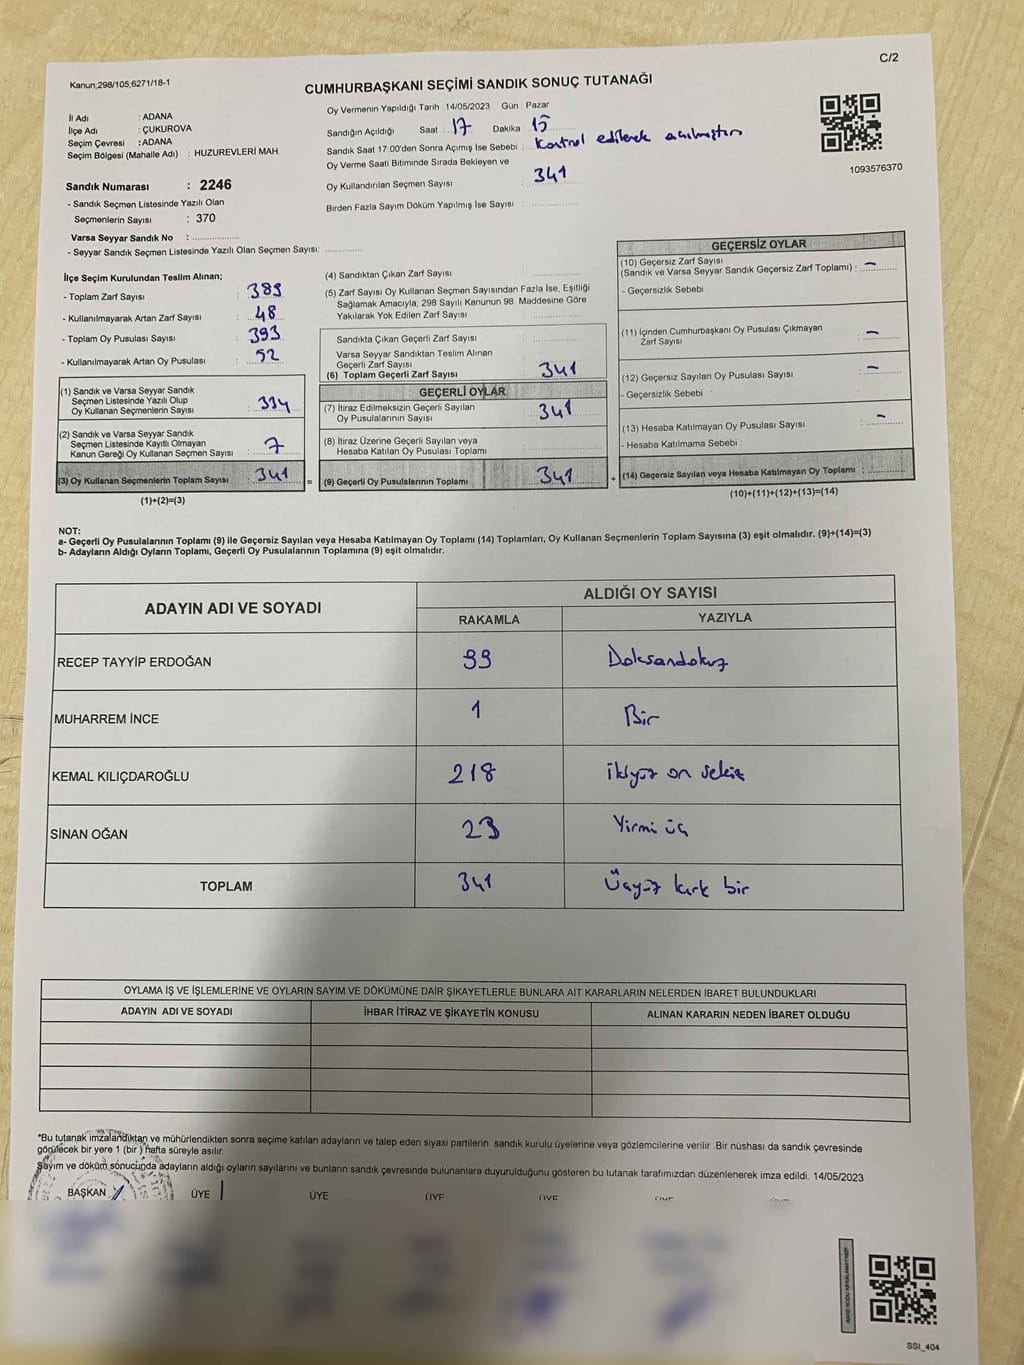 C/2
Kanun;298/105,6271/18-1
CUMHURBAŞKANI SEÇİMİ SANDIK SONUÇ TUTANAĞI
İl Adı : ADANA
İlçe Adı : ÇUKUROVA
Seçim Çevresi : ADANA
Seçim Bölgesi (Mahalle Adı) : HUZUREVLERİ MAH.
Sandık Numarası : 2246
- Sandık Seçmen Listesinde Yazılı Olan
Seçmenlerin Sayısı : 370
Varsa Seyyar Sandık No :
- Seyyar Sandık Seçmen Listesinde Yazılı Olan Seçmen Sayısı:
Oy Vermenin Yapıldığı Tarih : 14/05/2023 Gün : Pazar
Sandığın Açıldığı Saat : 17 Dakika : 15
Sandık Saat 17:00'den Sonra Açımış İse Sebebi : Kontrol edilerek açılmıştır
Oy Verme Saati Bitiminde Sırada Bekleyen ve
Oy Kullandırılan Seçmen Sayısı : 341
Birden Fazla Sayım Döküm Yapılmış İse Sayısı :
1093576370
İlçe Seçim Kurulundan Teslim Alınan;
- Toplam Zarf Sayısı : 389
- Kullanılmayarak Artan Zarf Sayısı : 48
- Toplam Oy Pusulası Sayısı : 393
- Kullanılmayarak Artan Oy Pusulası : 52
(1) Sandık ve Varsa Seyyar Sandık
Seçmen Listesinde Yazılı Olup
Oy Kullanan Seçmenlerin Sayısı : 334
(2) Sandık ve Varsa Seyyar Sandık
Seçmen Listesinde Kayıtlı Olmayan
Kanun Gereği Oy Kullanan Seçmen Sayısı : 7
(3) Oy Kullanan Seçmenlerin Toplam Sayısı : 341 =
(1)+(2)=(3)
(4) Sandıktan Çıkan Zarf Sayısı :
(5) Zarf Sayısı Oy Kullanan Seçmen Sayısından Fazla İse, Eşitliği
Sağlamak Amacıyla; 298 Sayılı Kanunun 98. Maddesine Göre
Yakılarak Yok Edilen Zarf Sayısı :
Sandıkta Çıkan Geçerli Zarf Sayısı :
Varsa Seyyar Sandıktan Teslim Alınan
Geçerli Zarf Sayısı :
(6) Toplam Geçerli Zarf Sayısı : 341
GEÇERLİ OYLAR
(7) İtiraz Edilmeksizin Geçerli Sayılan
Oy Pusulalarının Sayısı : 341
(8) İtiraz Üzerine Geçerli Sayılan veya
Hesaba Katılan Oy Pusulası Toplamı :
(9) Geçerli Oy Pusulalarının Toplamı : 341 +
GEÇERSİZ OYLAR
(10) Geçersiz Zarf Sayısı
(Sandık ve Varsa Seyyar Sandık Geçersiz Zarf Toplamı) : -
- Geçersizlik Sebebi
(11) İçinden Cumhurbaşkanı Oy Pusulası Çıkmayan
Zarf Sayısı : -
(12) Geçersiz Sayılan Oy Pusulası Sayısı : -
- Geçersizlik Sebebi :
(13) Hesaba Katılmayan Oy Pusulası Sayısı : -
- Hesaba Katılmama Sebebi :
(14) Geçersiz Sayılan veya Hesaba Katılmayan Oy Toplamı :
(10)+(11)+(12)+(13)=(14)
NOT:
a- Geçerli Oy Pusulalarının Toplamı (9) ile Geçersiz Sayılan veya Hesaba Katılmayan Oy Toplamı (14) Toplamları, Oy Kullanan Seçmenlerin Toplam Sayısına (3) eşit olmalıdır. (9)+(14)=(3)
b- Adayların Aldığı Oyların Toplamı, Geçerli Oy Pusulalarının Toplamına (9) eşit olmalıdır.
ADAYIN ADI VE SOYADI ALDIĞI OY SAYISI
RAKAMLA YAZIYLA
RECEP TAYYİP ERDOĞAN 99 Doksandokuz
MUHARREM İNCE 1 Bir
KEMAL KILIÇDAROĞLU 218 ikiyüz on sekiz
SİNAN OĞAN 23 Yirmi üç
TOPLAM 341 Üçyüz kırk bir
OYLAMA İŞ VE İŞLEMLERİNE VE OYLARIN SAYIM VE DÖKÜMÜNE DAİR ŞİKAYETLERLE BUNLARA AİT KARARLARIN NELERDEN İBARET BULUNDUKLARI
ADAYIN ADI VE SOYADI İHBAR İTİRAZ VE ŞİKAYETİN KONUSU ALINAN KARARIN NEDEN İBARET OLDUĞU
*Bu tutanak imzalandıktan ve mühürlendikten sonra seçime katılan adayların ve talep eden siyasi partilerin sandık kurulu üyelerine veya gözlemcilerine verilir. Bir nüshası da sandık çevresinde
görülecek bir yere 1 (bir ) hafta süreyle asılır.
Sayım ve döküm sonucunda adayların aldığı oyların sayılarını ve bunların sandık çevresinde bulunanlara duyurulduğunu gösteren bu tutanak tarafımızdan düzenlenerek imza edildi. 14/05/2023
BAŞKAN ÜYE ÜYE ÜYE ÜYE ÜYE
SSI_404